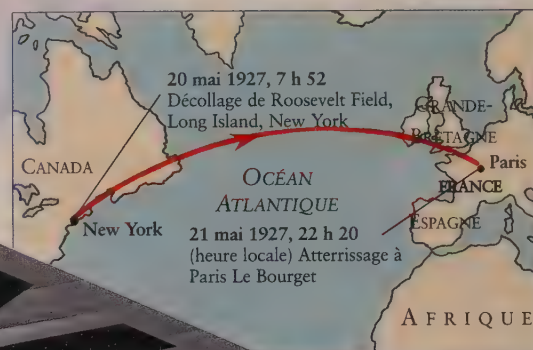 20 mai 1927, 7 h 52
Décollage de Roosevelt Field,
Long Island, New York
GRANDE-
BRETAGNE
CANADA
OCÉAN
ATLANTIQUE
Paris
FRANCE
New York
ESPAGNE
21 mai 1927, 22 h 20
(heure locale) Atterrissage à
Paris Le Bourget
AFRIQUE